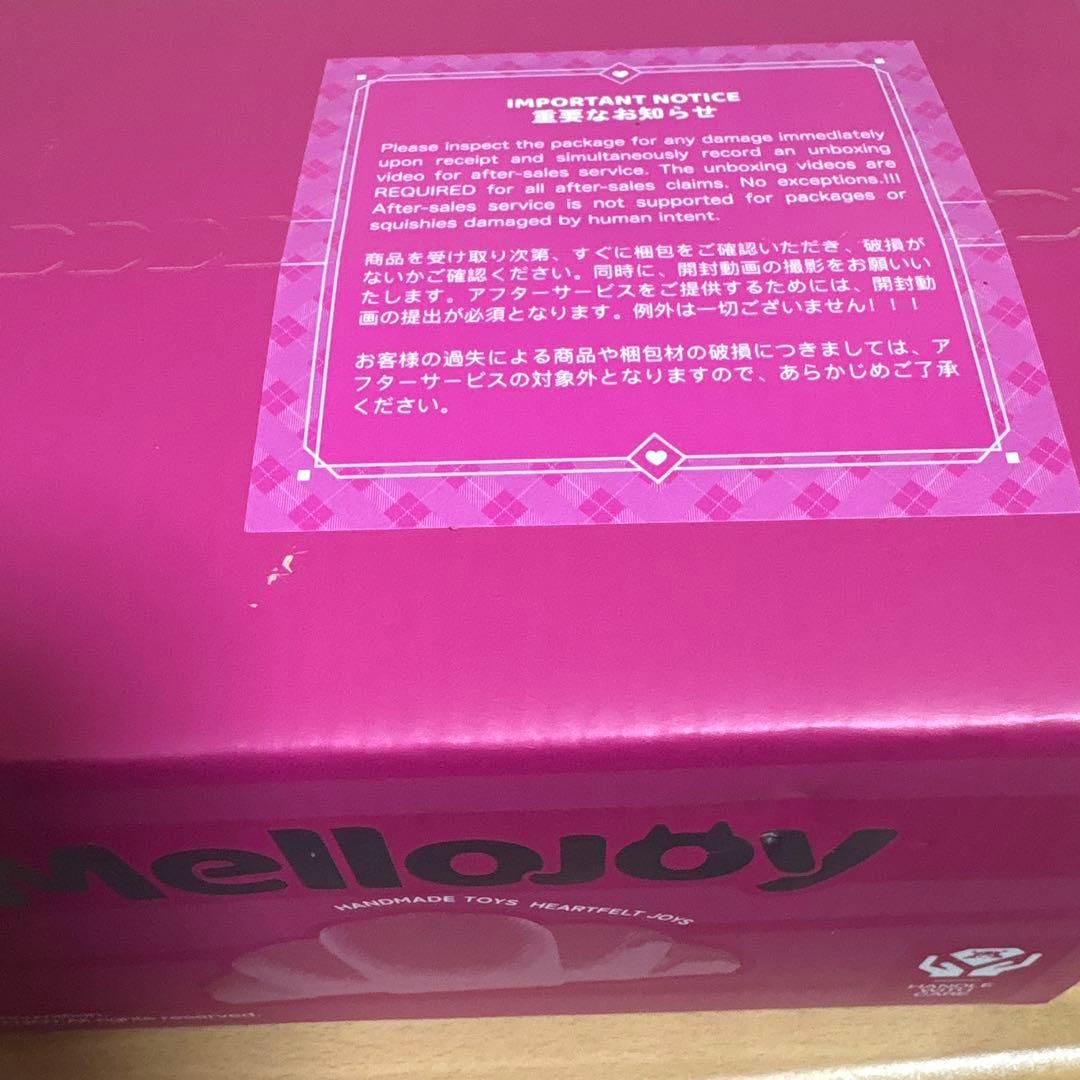 IMPORTANT NOTICE
重要なお知らせ
Please inspect the package for any damage immediately
upon receipt and simultaneously record an unboxing
video for after-sales service. The unboxing videos are
REQUIRED for all after-sales claims. No exceptions.!!!
After-sales service is not supported for packages or
squishies damaged by human intent.
商品を受け取り次第、すぐに梱包をご確認いただき、破損が
ないかご確認ください。同時に、開封動画の撮影をお願いい
たします。アフターサービスをご提供するためには、開封動
画の提出が必須となります。例外は一切ございません!!!
お客様の過失による商品や梱包材の破損につきましては、ア
フターサービスの対象外となりますので、あらかじめご了承
ください。
Mellojoy
HANDMADE TOYS HEARTFELT JOYS
HANDLE
WITH
CARE
rights reserved.